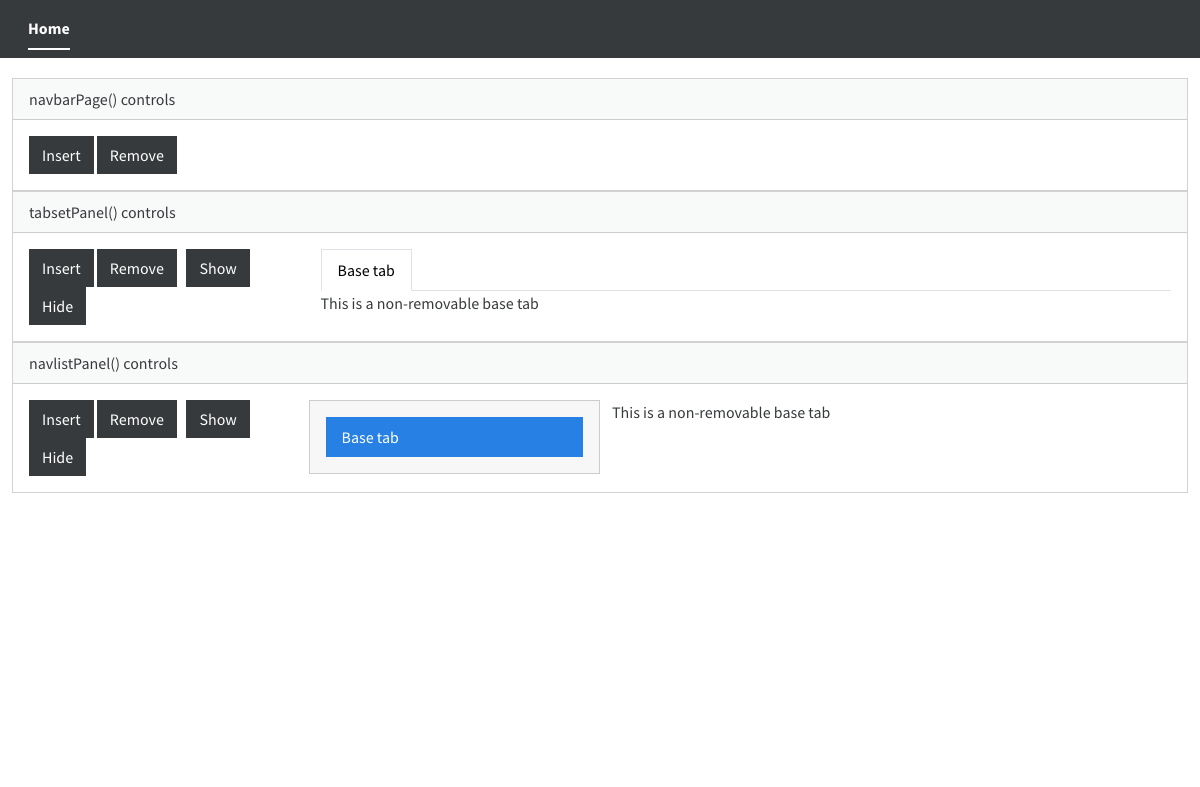 Home
navbarPage() controls
Insert Remove
tabsetPanel() controls
Insert Remove Show
Hide
Base tab
This is a non-removable base tab
navlistPanel() controls
Insert Remove Show
Hide
Base tab
This is a non-removable base tab